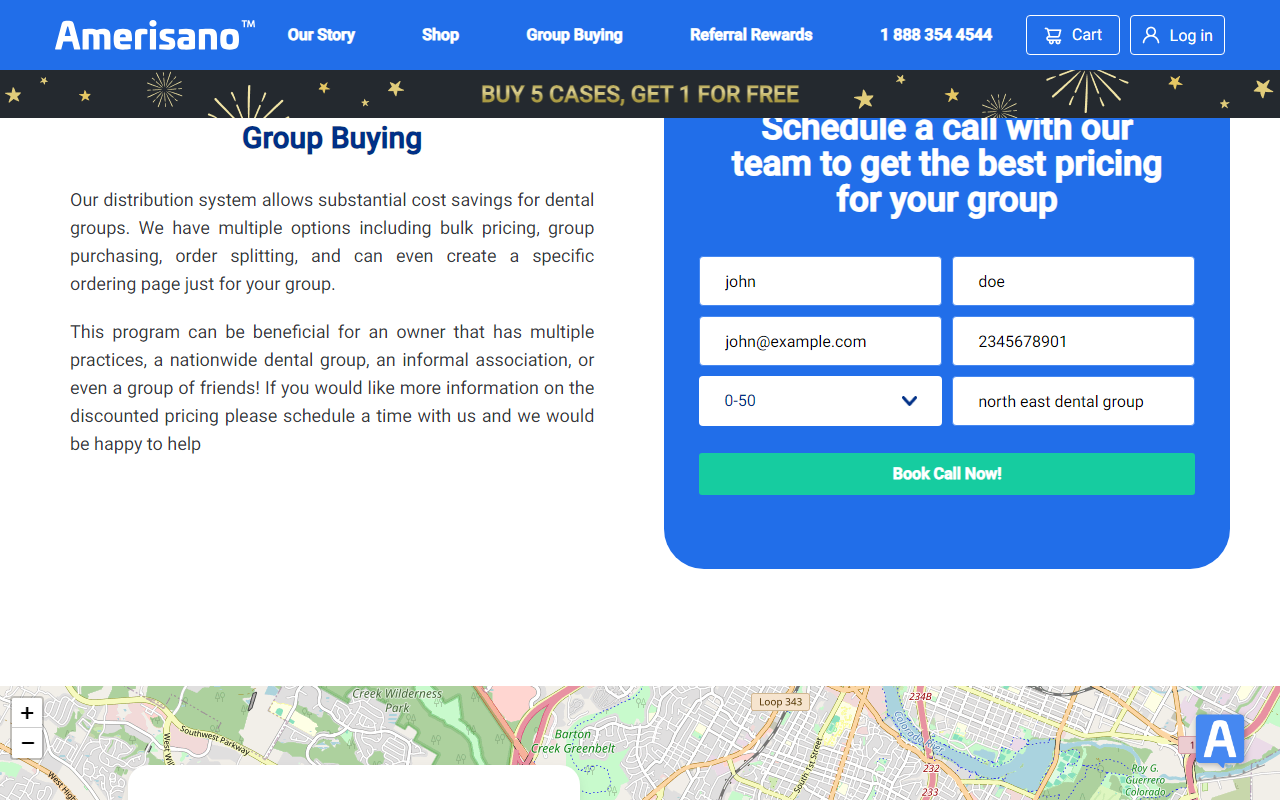 Amerisano™
Our Story
Shop
Group Buying
Referral Rewards
1 888 354 4544
Cart
Log in
BUY 5 CASES, GET 1 FOR FREE
Group Buying
Our distribution system allows substantial cost savings for dental
groups. We have multiple options including bulk pricing, group
purchasing, order splitting, and can even create a specific
ordering page just for your group.
This program can be beneficial for an owner that has multiple
practices, a nationwide dental group, an informal association, or
even a group of friends! If you would like more information on the
discounted pricing please schedule a time with us and we would
be happy to help
Schedule a call with our
team to get the best pricing
for your group
john
doe
john@example.com
2345678901
0-50
north east dental group
Book Call Now!
+
−
Creek Wilderness
Park
Southwest Parkway
Barton
Creek Greenbelt
Loop 343
South 1st Street
234B
232
233
Roy G.
Guerrero
Colorado
A